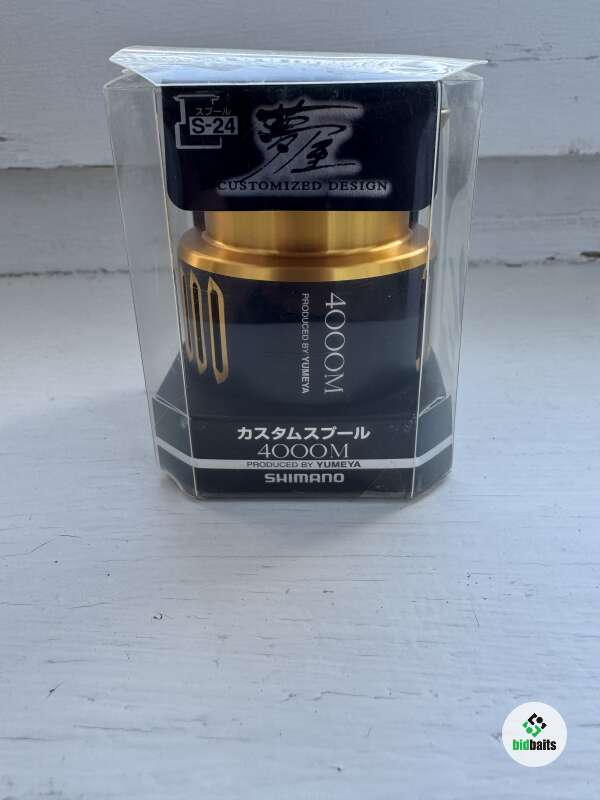 スプール
S-24
夢屋
CUSTOMIZED DESIGN
4000M
PRODUCED BY YUMEYA
カスタムスプール
4000M
PRODUCED BY YUMEYA
SHIMANO
bidbaits